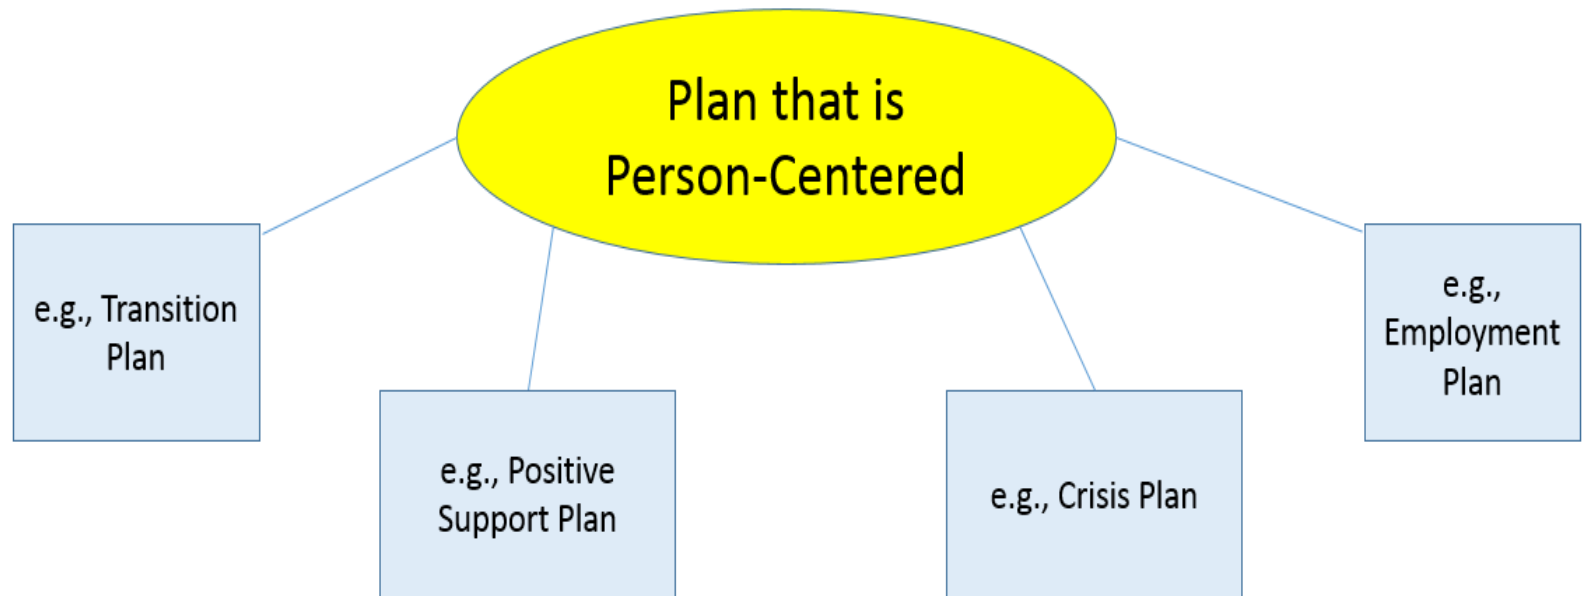 Plan that is
Person-Centered
e.g., Transition
Plan
e.g., Positive
Support Plan
e.g., Crisis Plan
e.g.,
Employment
Plan